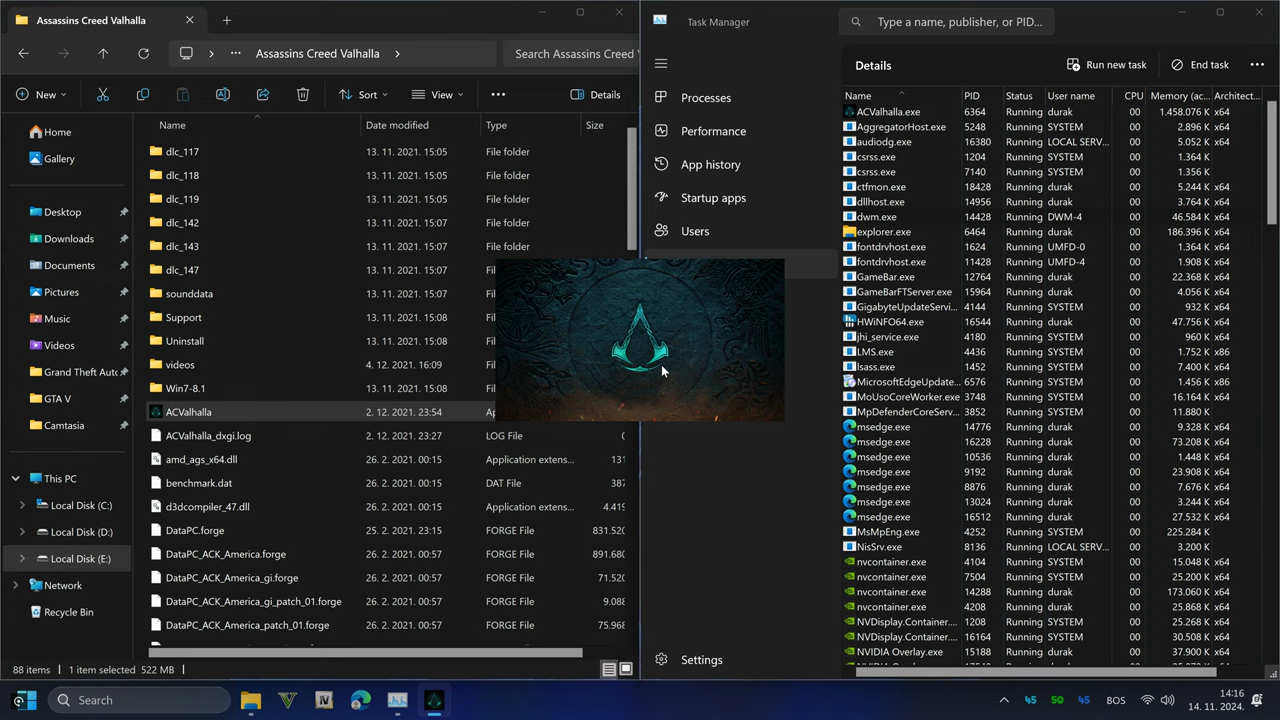 Assassins Creed Valhalla
Assassins Creed Valhalla
Search Assassins Creed V
New
Sort
View
Details
Home
Gallery
Desktop
Downloads
Documents
Pictures
Music
Videos
Grand Theft Auto
GTA V
Camtasia
This PC
Local Disk (C:)
Local Disk (D:)
Local Disk (E:)
Network
Recycle Bin
Name Date modified Type Size
dlc_117 13. 11. 2021. 15:05 File folder
dlc_118 13. 11. 2021. 15:05 File folder
dlc_119 13. 11. 2021. 15:05 File folder
dlc_142 13. 11. 2021. 15:07 File folder
dlc_143 13. 11. 2021. 15:07 File folder
dlc_147 13. 11. 2021. 15:07
sounddata 13. 11. 2021. 15:07
Support 13. 11. 2021. 15:07
Uninstall 13. 11. 2021. 15:08
videos 4. 12. 2021. 16:09
Win7-8.1 13. 11. 2021. 15:08
ACValhalla 2. 12. 2021. 23:54
ACValhalla_dxgi.log 2. 12. 2021. 23:27 LOG File
amd_ags_x64.dll 26. 2. 2021. 00:15 Application extens... 131
benchmark.dat 26. 2. 2021. 00:15 DAT File 387
d3dcompiler_47.dll 26. 2. 2021. 00:15 Application extens... 4.419
DataPC.forge 25. 2. 2021. 23:15 FORGE File 831.520
DataPC_ACK_America.forge 26. 2. 2021. 00:57 FORGE File 891.680
DataPC_ACK_America_gi.forge 26. 2. 2021. 00:57 FORGE File 71.520
DataPC_ACK_America_gi_patch_01.forge 26. 2. 2021. 00:57 FORGE File 9.088
DataPC_ACK_America_patch_01.forge 26. 2. 2021. 00:57 FORGE File 75.968
88 items 1 item selected 522 MB
Task Manager
Type a name, publisher, or PID...
Processes
Performance
App history
Startup apps
Users
Settings
Details
Run new task
End task
Name PID Status User name CPU Memory (ac... Architect...
ACValhalla.exe 6364 Running durak 00 1.458.076 K x64
AggregatorHost.exe 5248 Running SYSTEM 00 2.896 K x64
audiodg.exe 16380 Running LOCAL SERV... 00 5.052 K x64
csrss.exe 1204 Running SYSTEM 00 1.364 K
csrss.exe 7140 Running SYSTEM 00 1.356 K
ctfmon.exe 18428 Running durak 00 5.244 K x64
dllhost.exe 14956 Running durak 00 3.764 K x64
dwm.exe 14428 Running DWM-4 00 46.584 K x64
explorer.exe 6464 Running durak 00 186.396 K x64
fontdrvhost.exe 1624 Running UMFD-0 00 1.364 K x64
fontdrvhost.exe 11428 Running UMFD-4 00 1.908 K x64
GameBar.exe 12764 Running durak 00 22.368 K x64
GameBarFTServer.exe 15964 Running durak 00 4.056 K x64
GigabyteUpdateServi... 4144 Running SYSTEM 00 932 K x64
HWiNFO64.exe 16544 Running durak 00 47.756 K x64
jhi_service.exe 4180 Running SYSTEM 00 960 K x64
LMS.exe 4436 Running SYSTEM 00 1.752 K x86
lsass.exe 1452 Running SYSTEM 00 7.400 K x64
MicrosoftEdgeUpdate... 6576 Running SYSTEM 00 1.456 K x86
MoUsoCoreWorker.exe 3748 Running SYSTEM 00 16.164 K x64
MpDefenderCoreServ... 3852 Running SYSTEM 00 11.880 K
msedge.exe 14776 Running durak 00 9.328 K x64
msedge.exe 16228 Running durak 00 73.208 K x64
msedge.exe 10536 Running durak 00 1.448 K x64
msedge.exe 9192 Running durak 00 23.908 K x64
msedge.exe 8876 Running durak 00 7.676 K x64
msedge.exe 13024 Running durak 00 3.244 K x64
msedge.exe 16512 Running durak 00 27.532 K x64
MsMpEng.exe 4252 Running SYSTEM 00 225.284 K
NisSrv.exe 8136 Running LOCAL SERV... 00 3.200 K
nvcontainer.exe 4104 Running SYSTEM 00 15.048 K x64
nvcontainer.exe 7504 Running SYSTEM 00 25.200 K x64
nvcontainer.exe 14288 Running durak 00 173.060 K x64
nvcontainer.exe 4208 Running durak 00 25.868 K x64
NVDisplay.Container.... 1208 Running SYSTEM 00 25.268 K x64
NVDisplay.Container.... 16164 Running SYSTEM 00 30.508 K x64
NVIDIA Overlay.exe 15188 Running durak 00 37.900 K x64
Search
45 50 45
BOS
14:16
14. 11. 2024.